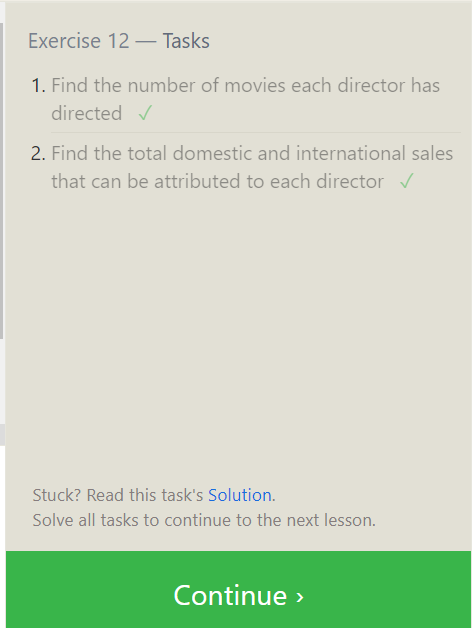 Exercise 12 — Tasks
1. Find the number of movies each director has
directed ✓
2. Find the total domestic and international sales
that can be attributed to each director ✓
Stuck? Read this task's Solution.
Solve all tasks to continue to the next lesson.
Continue ›